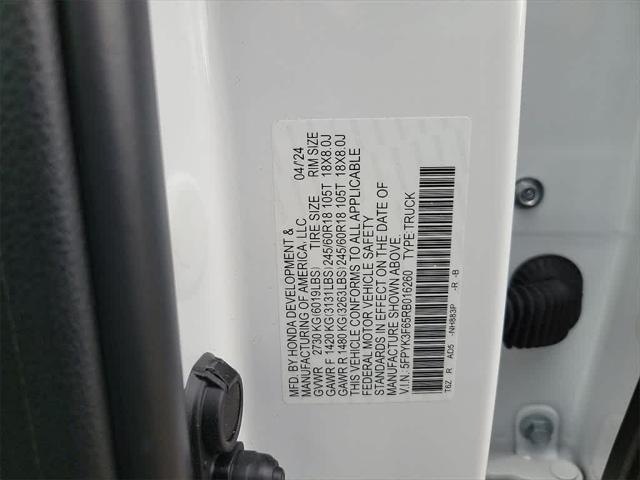 MFD. BY HONDA DEVELOPMENT &
MANUFACTURING OF AMERICA, LLC 04/'24
GVWR 2730 KG (6019LBS) TIRE SIZE RIM SIZE
GAWR F 1420 KG(3131LBS) 245/60R18 105T 18X8.0J
GAWR R 1480 KG(3263LBS) 245/60R18 105T 18X8.0J
THIS VEHICLE CONFORMS TO ALL APPLICABLE
FEDERAL MOTOR VEHICLE SAFETY
STANDARDS IN EFFECT ON THE DATE OF
MANUFACTURE SHOWN ABOVE.
V.I.N. 5FPYK3F65RB016260 TYPE:TRUCK
T6Z R AD5 -NH883P -R -B